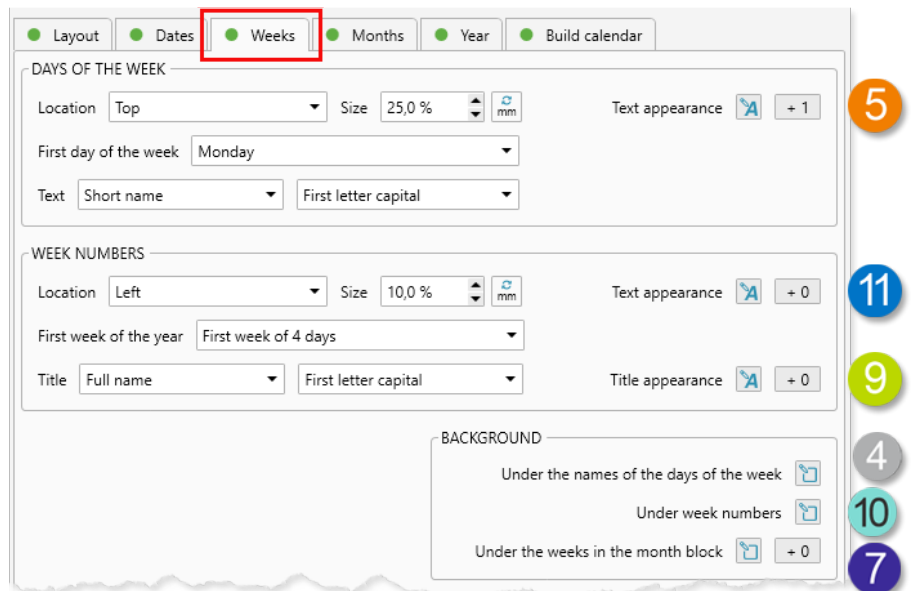 Layout Dates Weeks Months Year Build calendar
DAYS OF THE WEEK
Location Top Size 25,0 % mm Text appearance A + 1 5
First day of the week Monday
Text Short name First letter capital
WEEK NUMBERS
Location Left Size 10,0 % mm Text appearance A + 0 11
First week of the year First week of 4 days
Title Full name First letter capital Title appearance A + 0 9
BACKGROUND
Under the names of the days of the week 4
Under week numbers 10
Under the weeks in the month block + 0 7